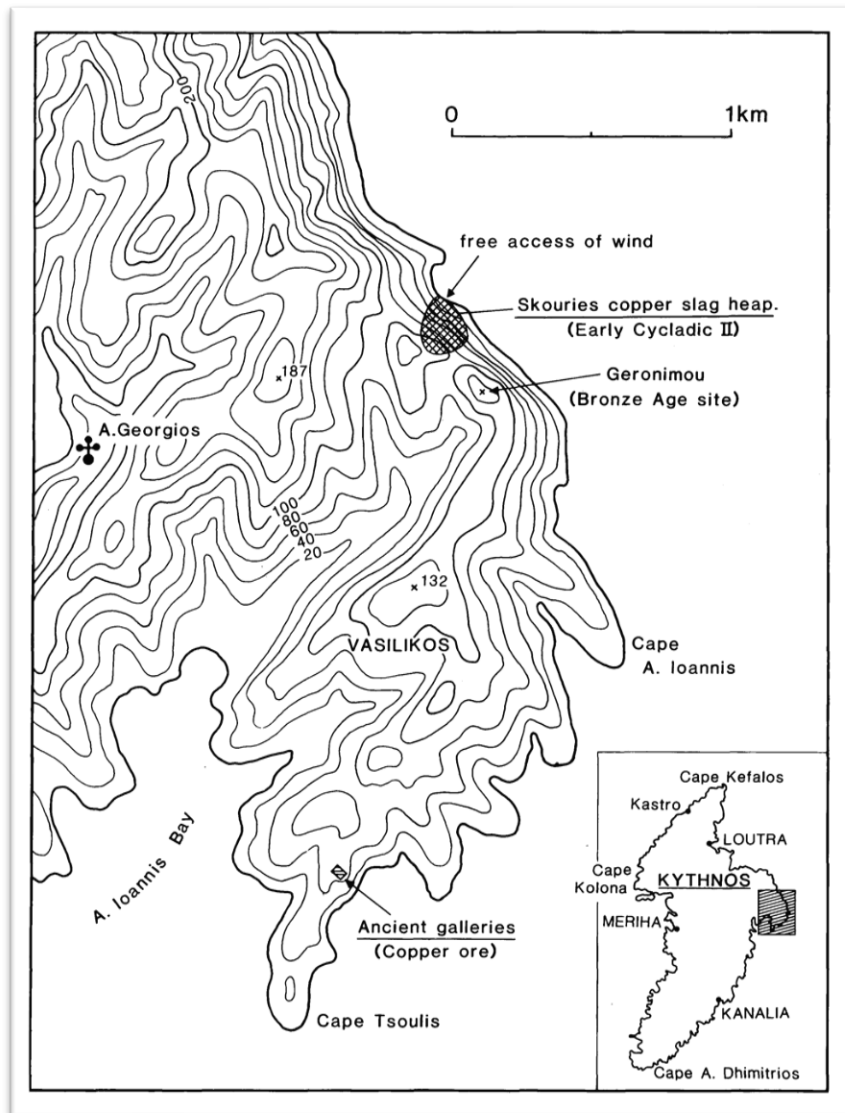 200
0
1km
free access of wind
Skouries copper slag heap.
(Early Cycladic II)
Geronimou
(Bronze Age site)
187
A.Georgios
100
80
60
40
20
132
VASILIKOS
Cape
A. Ioannis
A. Ioannis Bay
Ancient galleries
(Copper ore)
Cape Tsoulis
Cape Kefalos
Kastro
LOUTRA
Cape
Kolona
KYTHNOS
MERIHA
KANALIA
Cape A. Dhimitrios